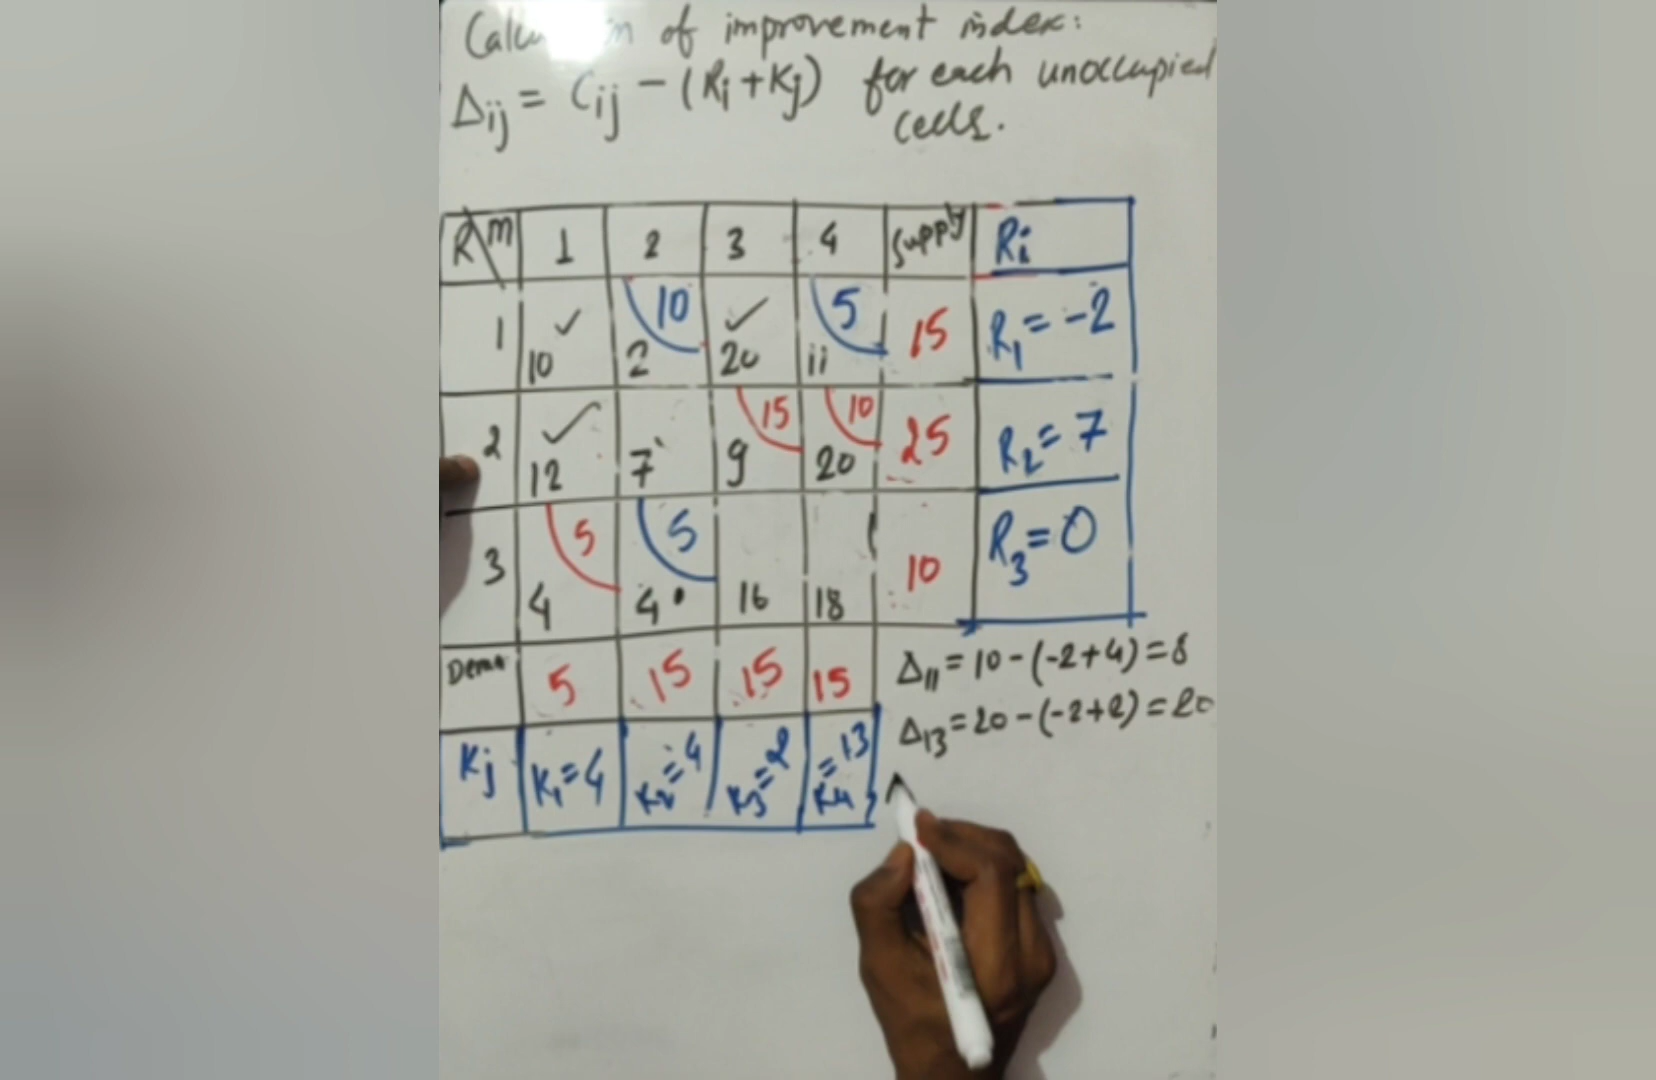 of improvement index:
Δij = Cij - (Ri + Kj) for each unoccupied
cells.
R m 1 2 3 4 Supply Ri
1 10 ✓ 2 10 20 ✓ 11 5 15 R1 = -2
2 12 ✓ 7 9 15 20 10 25 R2 = 7
3 4 5 4 5 16 18 10 R3 = 0
5 15 15 15
Kj K1 = 4 K2 = 4 K3 = 2 K4 = 13
Δ11 = 10 - (-2 + 4) = 8
Δ13 = 20 - (-2 + 2) = 20